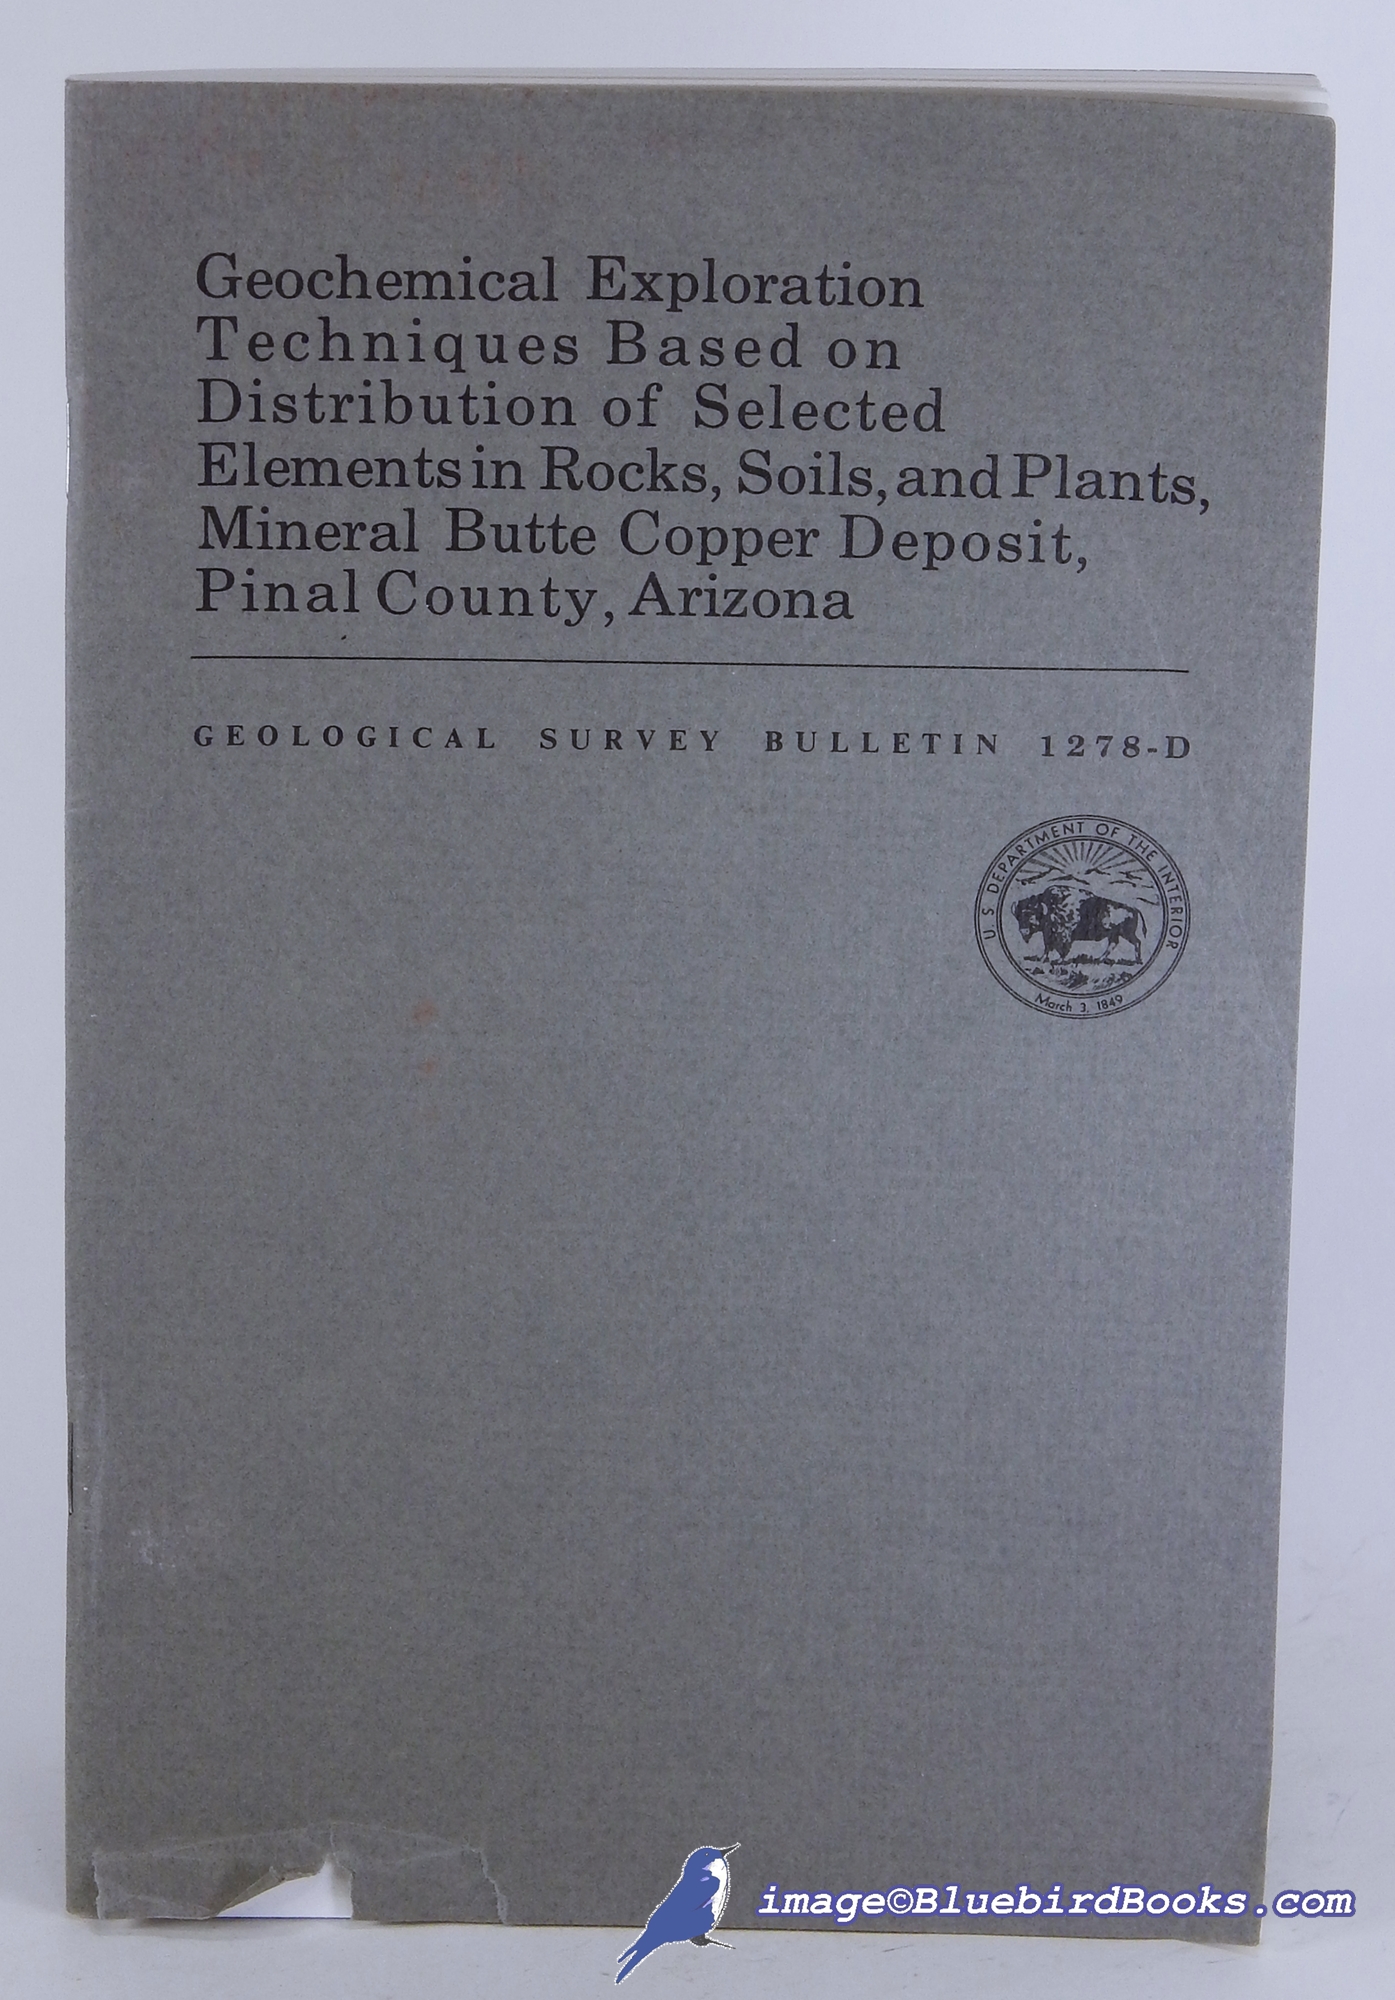 Geochemical Exploration
Techniques Based on
Distribution of Selected
Elements in Rocks, Soils, and Plants,
Mineral Butte Copper Deposit,
Pinal County, Arizona
GEOLOGICAL SURVEY BULLETIN 1278-D
U. S. DEPARTMENT OF THE INTERIOR
March 3, 1849
image©BluebirdBooks.com